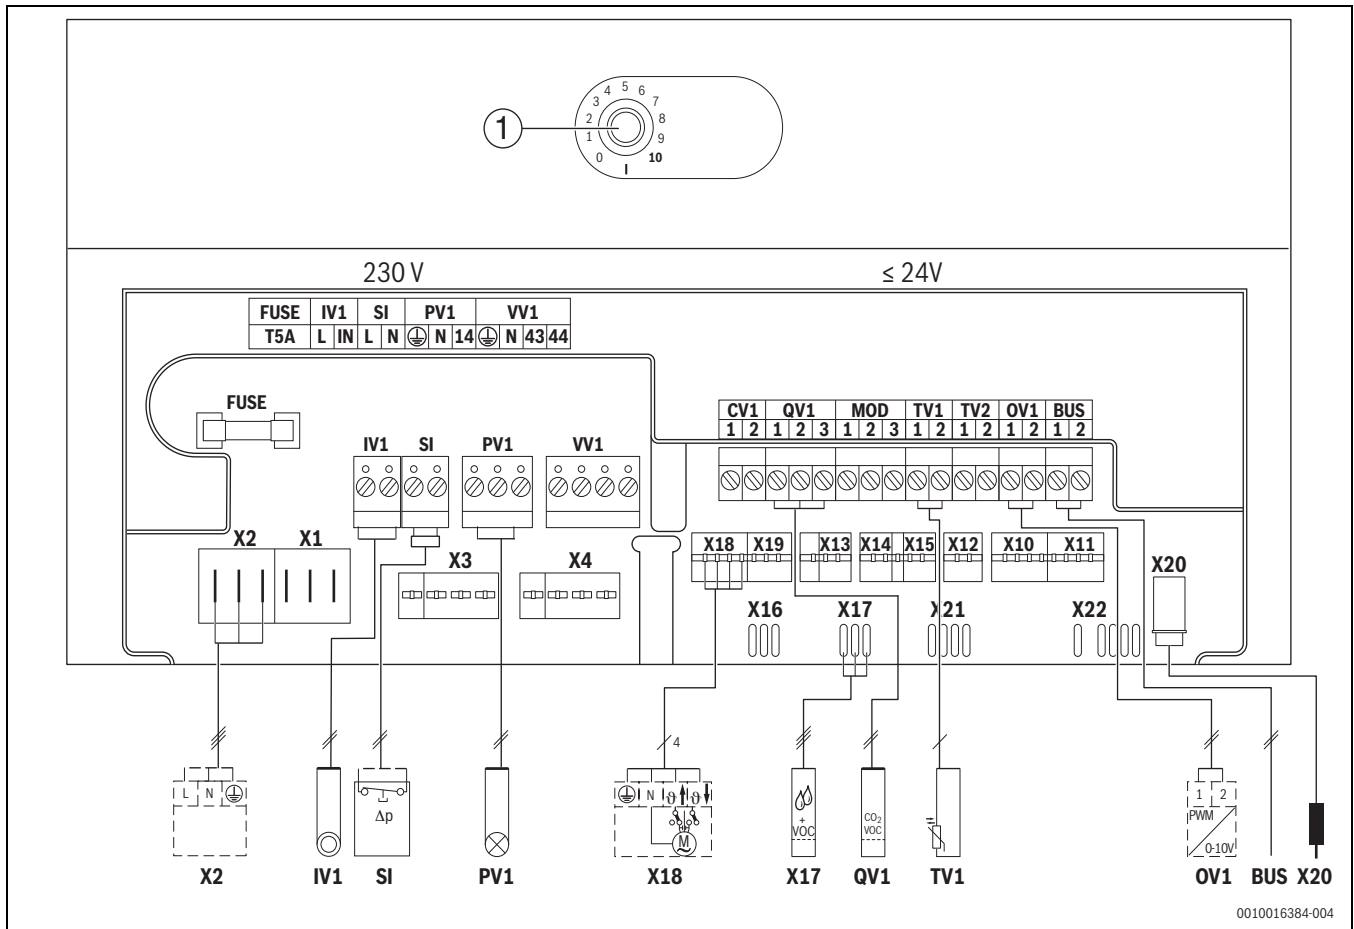 5
4 6
3 7
2 8
1 9
0 10
I
1
230 V ≤ 24V
FUSE IV1 SI PV1 VV1
T5A L IN L N N 14 N 43 44
FUSE
IV1 SI PV1 VV1
CV1 QV1 MOD TV1 TV2 OV1 BUS
1 2 1 2 3 1 2 3 1 2 1 2 1 2 1 2
X2 X1
X3 X4
X18 X19 X13 X14 X15 X12 X10 X11
X20
X16 X17 X21 X22
4
L N
Δp
N ϑ ϑ
M
~
+
VOC
CO2
VOC
1 2
PWM
0-10V
X2 IV1 SI PV1 X18 X17 QV1 TV1 OV1 BUS X20
0010016384-004